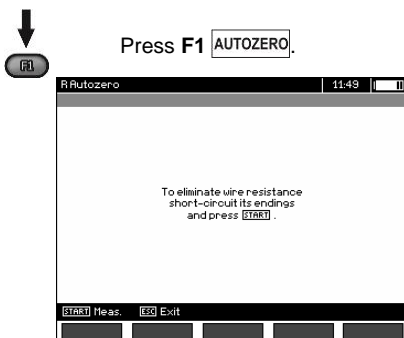 Press F1 AUTOZERO.
F1
R Autozero 11:49
To eliminate wire resistance
short-circuit its endings
and press START .
START Meas. ESC Exit